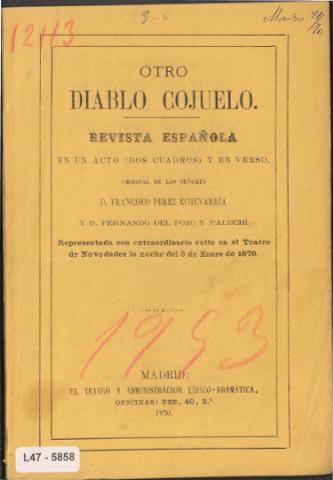 Marzo 29/70
12113
OTRO
DIABLO COJUELO.
REVISTA ESPAÑOLA
EN UN ACTO (DOS CUADROS) Y EN VERSO,
ORIGINAL DE LOS SEÑORES
D. FRANCISCO PEREZ ECHEVARRÍA
Y D. FERNANDO DEL POZO Y PALUCHI.
Representada con extraordinario éxito en el Teatro
de Novedades la noche del 3 de Enero de 1870.
1953
MADRID:
EL TEATRO Y ADMINISTRACION LÍRICO-DRAMATICA,
OFICINAS: PEZ, 40, 2.º
1870.
L47 - 5858